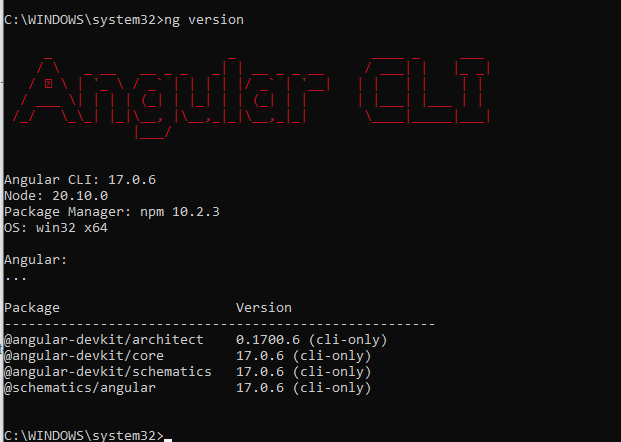 C:\WINDOWS\system32>ng version
Angular CLI
Angular CLI: 17.0.6
Node: 20.10.0
Package Manager: npm 10.2.3
OS: win32 x64
Angular:
...
Package Version
------------------------------------------------------
@angular-devkit/architect 0.1700.6 (cli-only)
@angular-devkit/core 17.0.6 (cli-only)
@angular-devkit/schematics 17.0.6 (cli-only)
@schematics/angular 17.0.6 (cli-only)
C:\WINDOWS\system32>